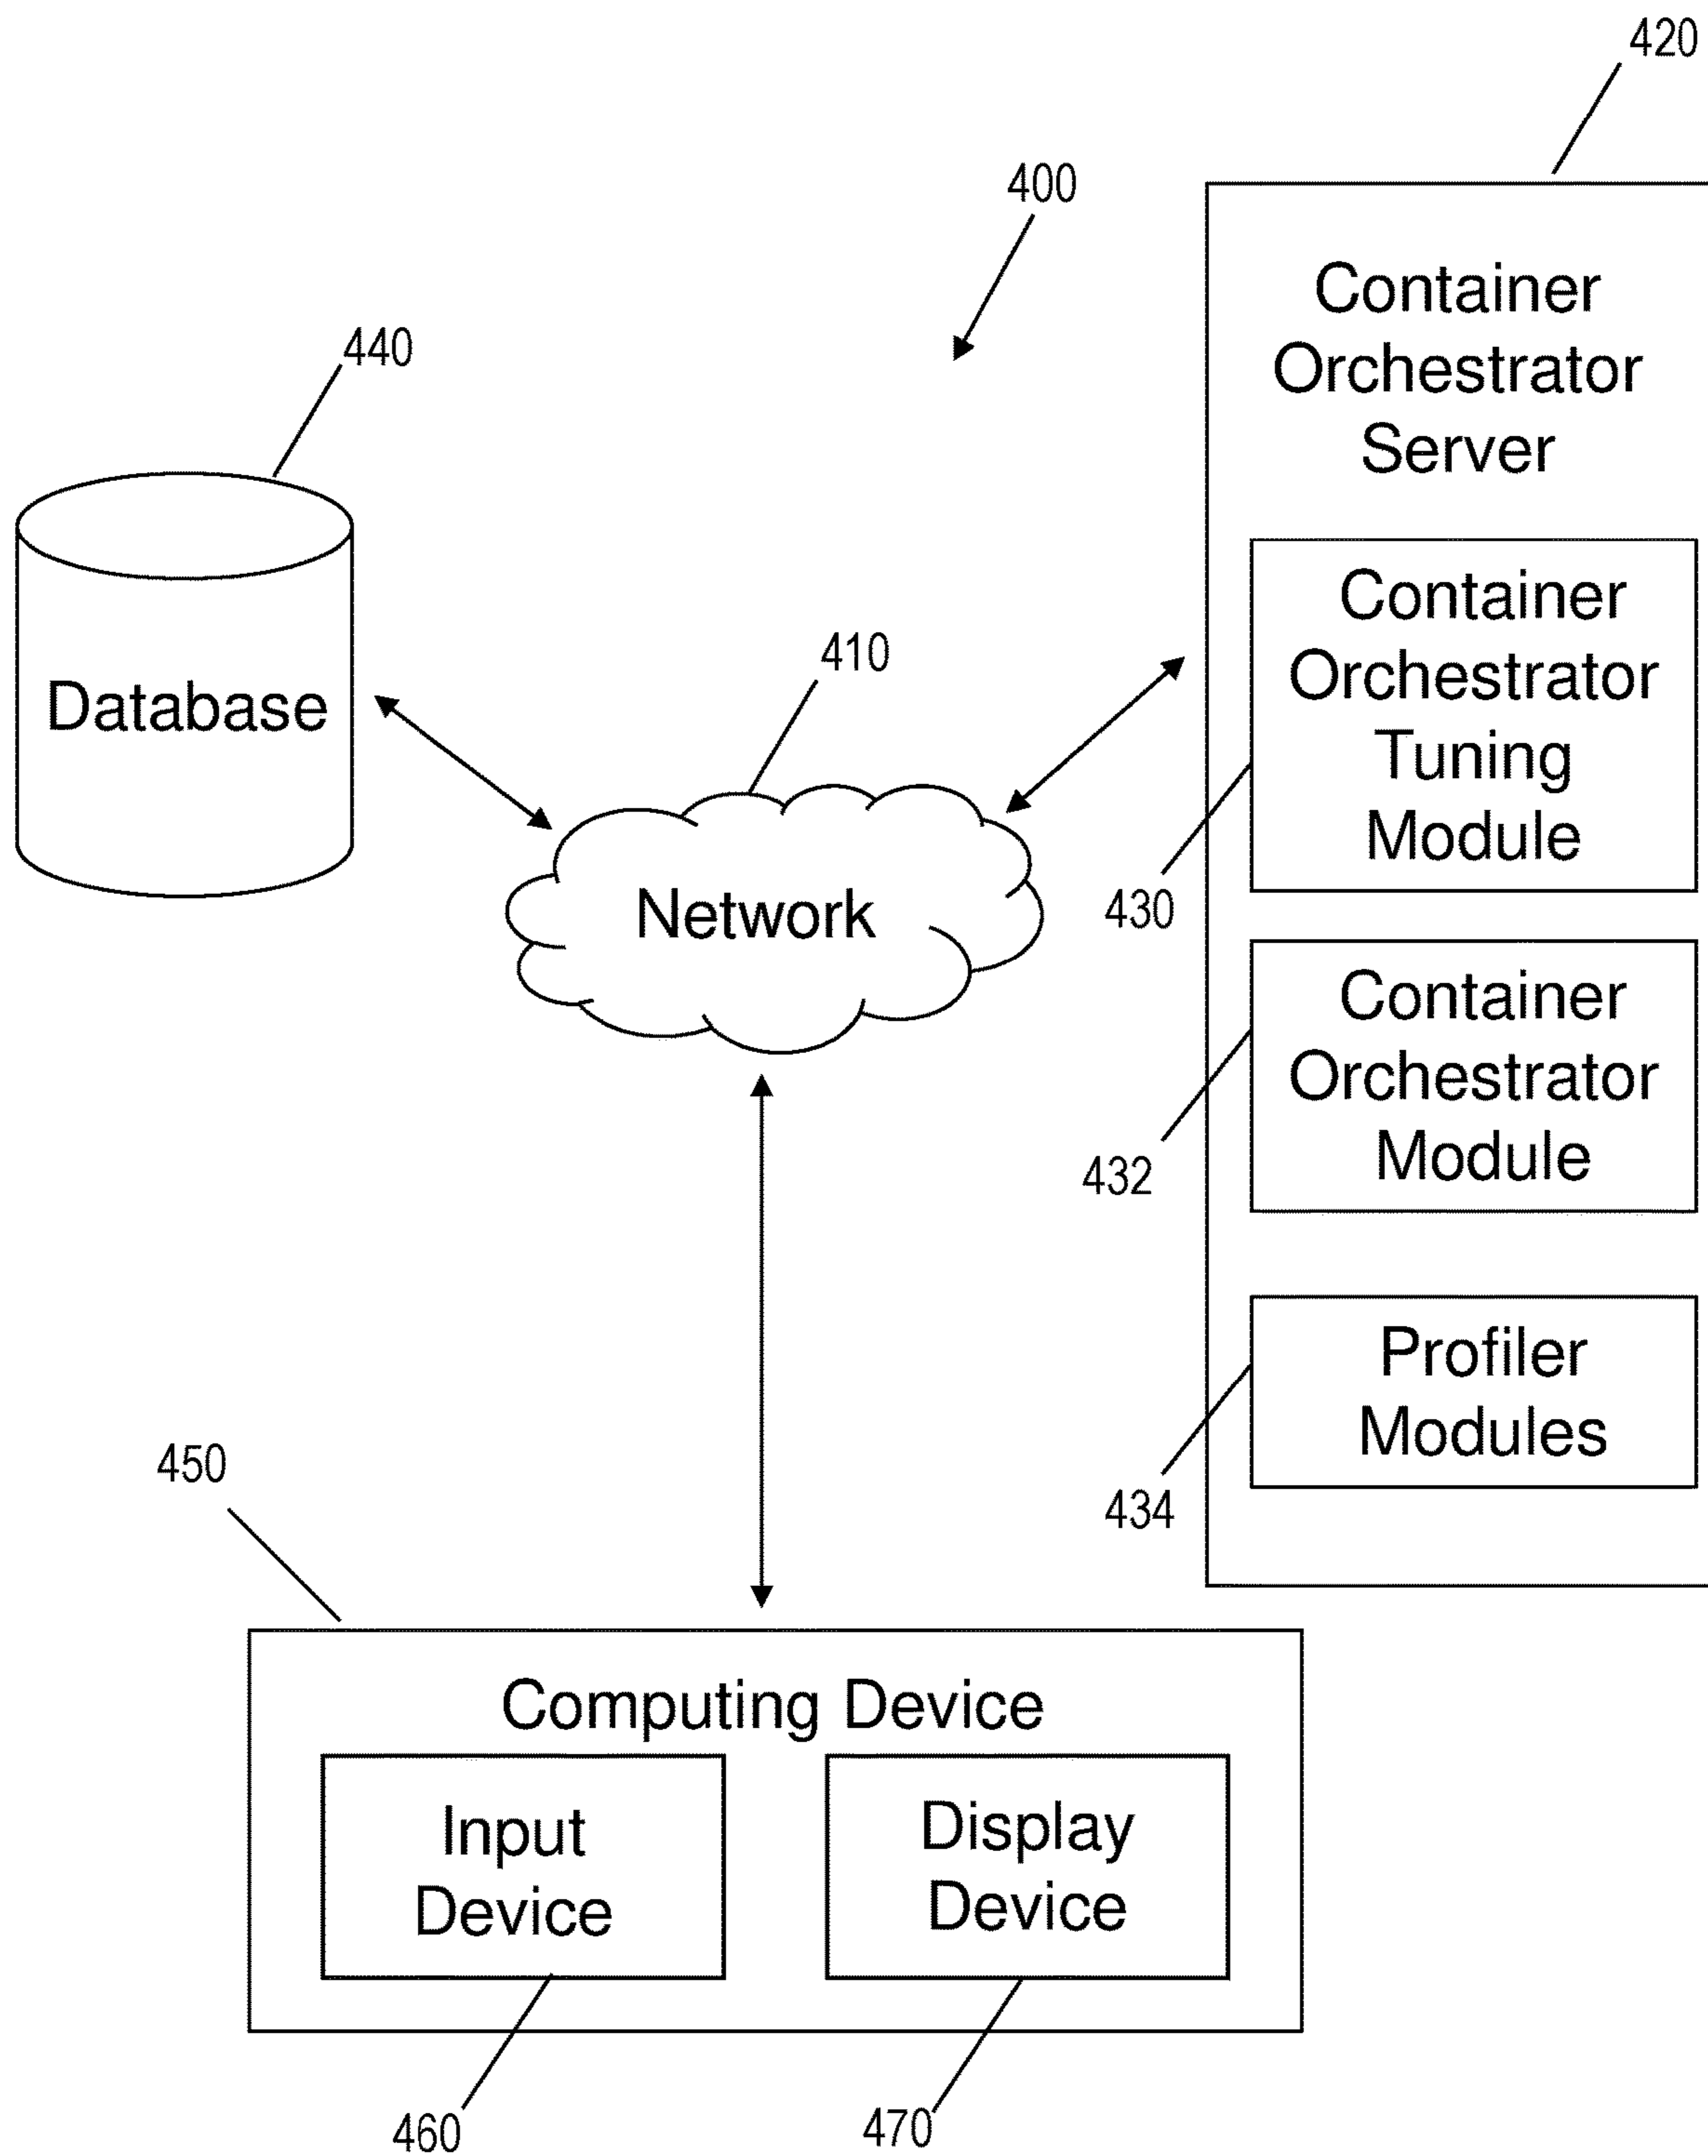 420
400
Container
Orchestrator
Server
440
Container
Orchestrator
Tuning
Module
410
Database
430
Network
Container
Orchestrator
Module
432
Profiler
Modules
434
450
Computing Device
Input
Device
Display
Device
460
470